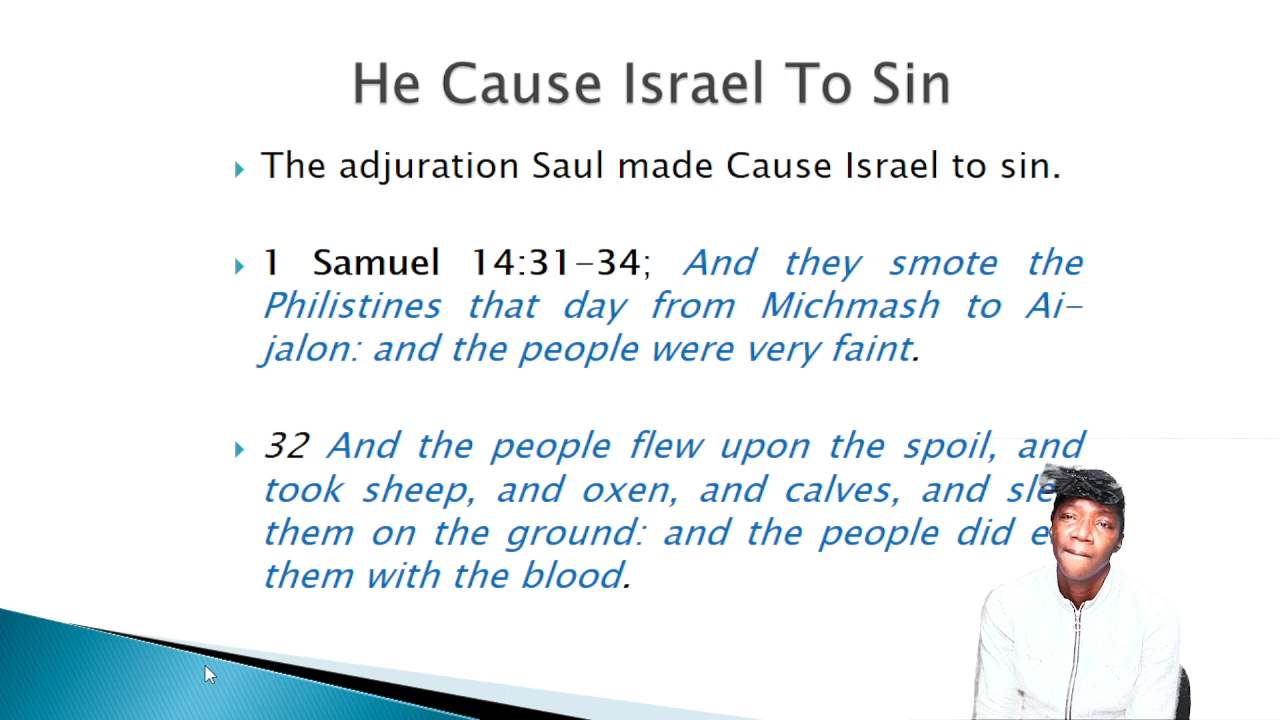 He Cause Israel To Sin
The adjuration Saul made Cause Israel to sin.
1 Samuel 14:31-34; And they smote the
Philistines that day from Michmash to Ai-
jalon: and the people were very faint.
32 And the people flew upon the spoil, and
took sheep, and oxen, and calves, and
them on the ground: and the people did
them with the blood.